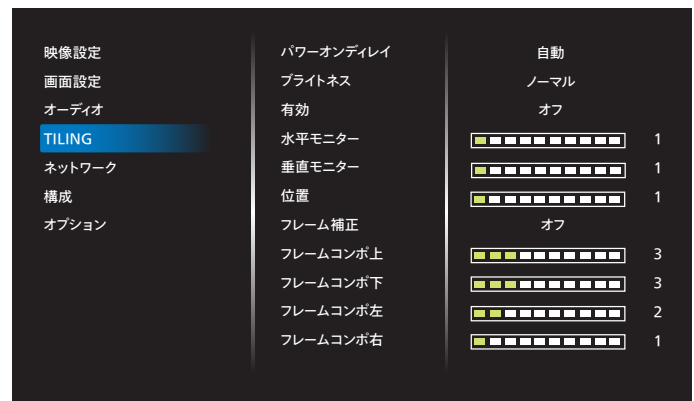 映像設定
画面設定
オーディオ
TILING
ネットワーク
構成
オプション
パワーオンディレイ 自動
ブライトネス ノーマル
有効 オフ
水平モニター 1
垂直モニター 1
位置 1
フレーム補正 オフ
フレームコンポ上 3
フレームコンポ下 3
フレームコンポ左 2
フレームコンポ右 1